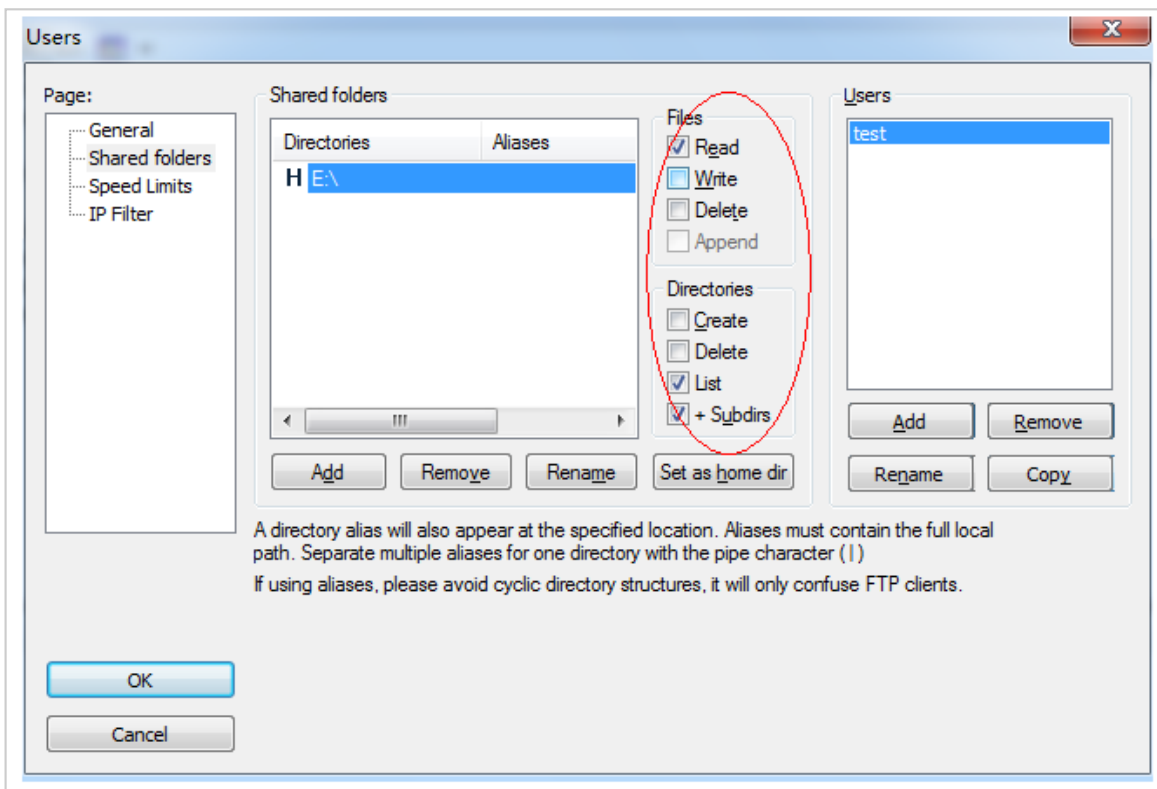 Users
Page:
General
Shared folders
Speed Limits
IP Filter
Shared folders
Directories Aliases
H E:\
Files
Read
Write
Delete
Append
Directories
Create
Delete
List
+ Subdirs
Add Remove Rename Set as home dir
Users
test
Add Remove
Rename Copy
A directory alias will also appear at the specified location. Aliases must contain the full local
path. Separate multiple aliases for one directory with the pipe character (|)
If using aliases, please avoid cyclic directory structures, it will only confuse FTP clients.
OK
Cancel